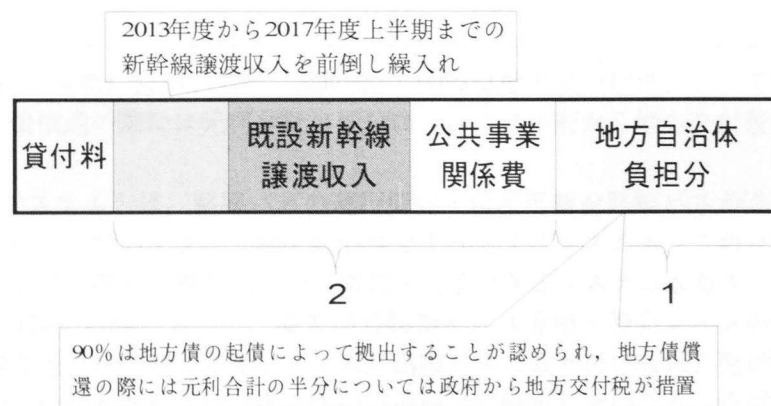 2013年度から2017年度上半期までの
新幹線譲渡収入を前倒し繰入れ
貸付料
既設新幹線
譲渡収入
公共事業
関係費
地方自治体
負担分
2
1
90％は地方債の起債によって拠出することが認められ，地方債償
還の際には元利合計の半分については政府から地方交付税が措置